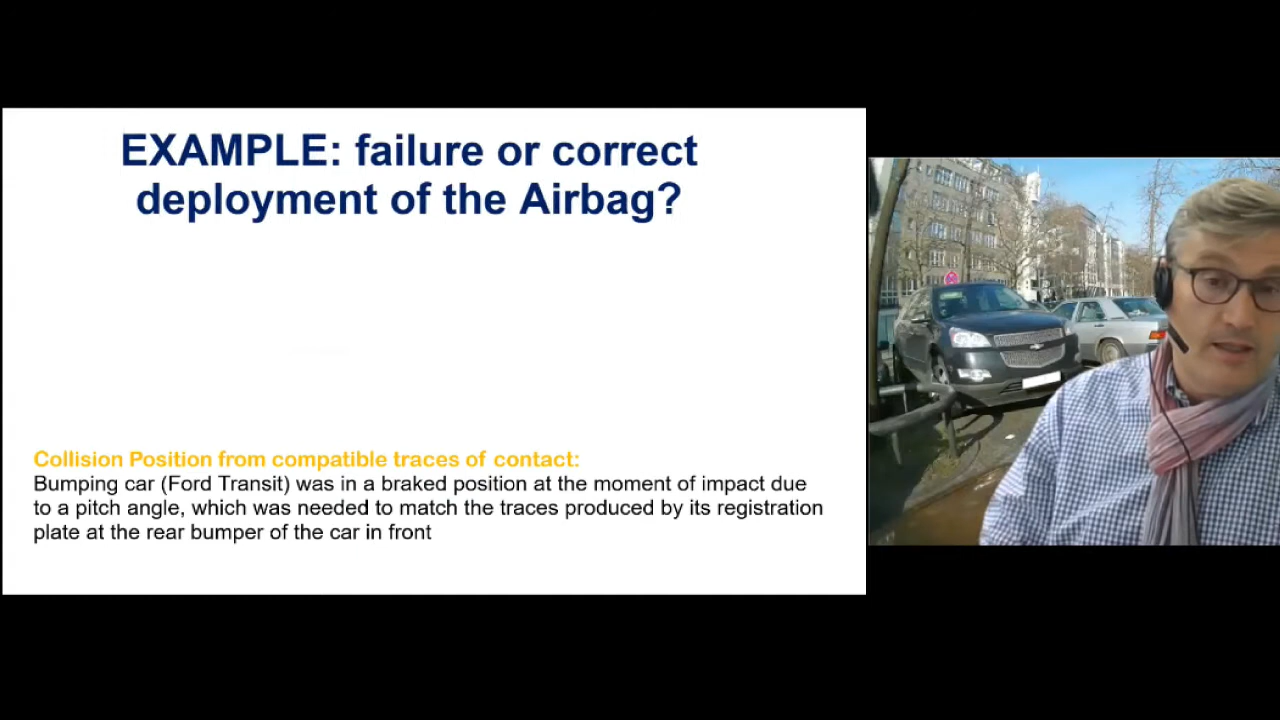 EXAMPLE: failure or correct
deployment of the Airbag?
Collision Position from compatible traces of contact:
Bumping car (Ford Transit) was in a braked position at the moment of impact due
to a pitch angle, which was needed to match the traces produced by its registration
plate at the rear bumper of the car in front